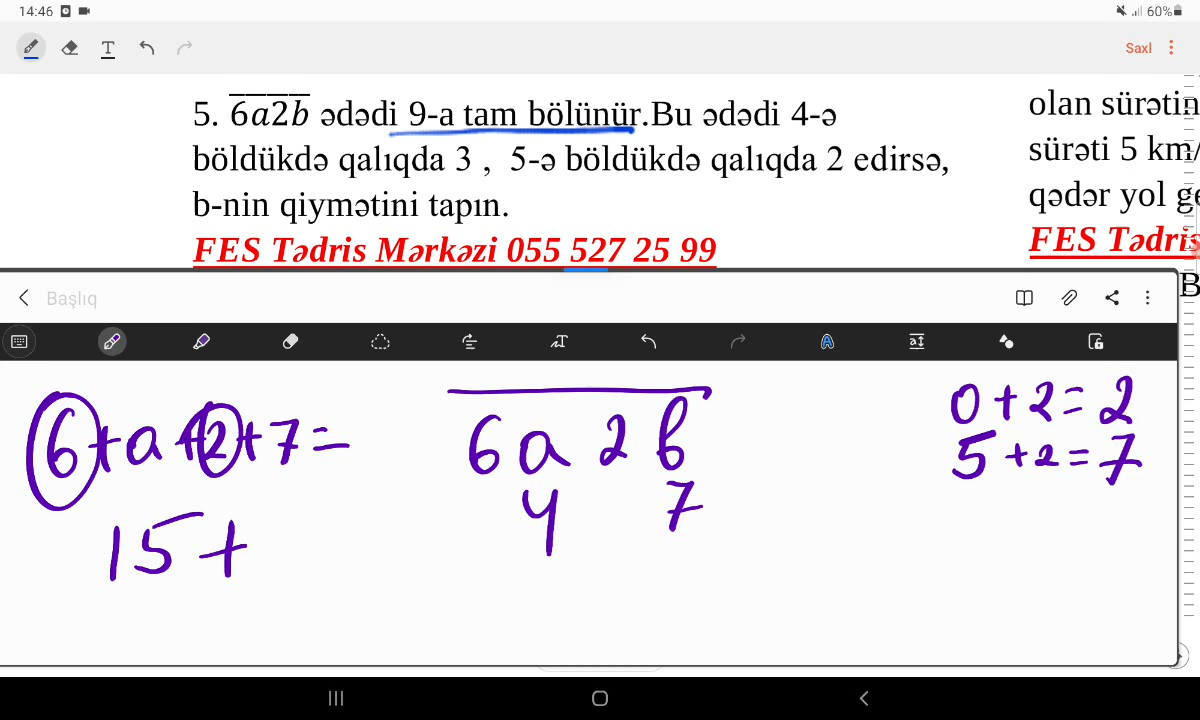 14:46 60%
Saxl
5. 6a2b ədədi 9-a tam bölünür.Bu ədədi 4-ə
böldükdə qalıqda 3 , 5-ə böldükdə qalıqda 2 edirsə,
b-nin qiymətini tapın.
FES Tədris Mərkəzi 055 527 25 99
olan sürətin
sürəti 5 km/
qədər yol ge
FES Tədris
B
Başlıq
6+a+2+7=
15+
6a2b
4 7
0+2=2
5+2=7